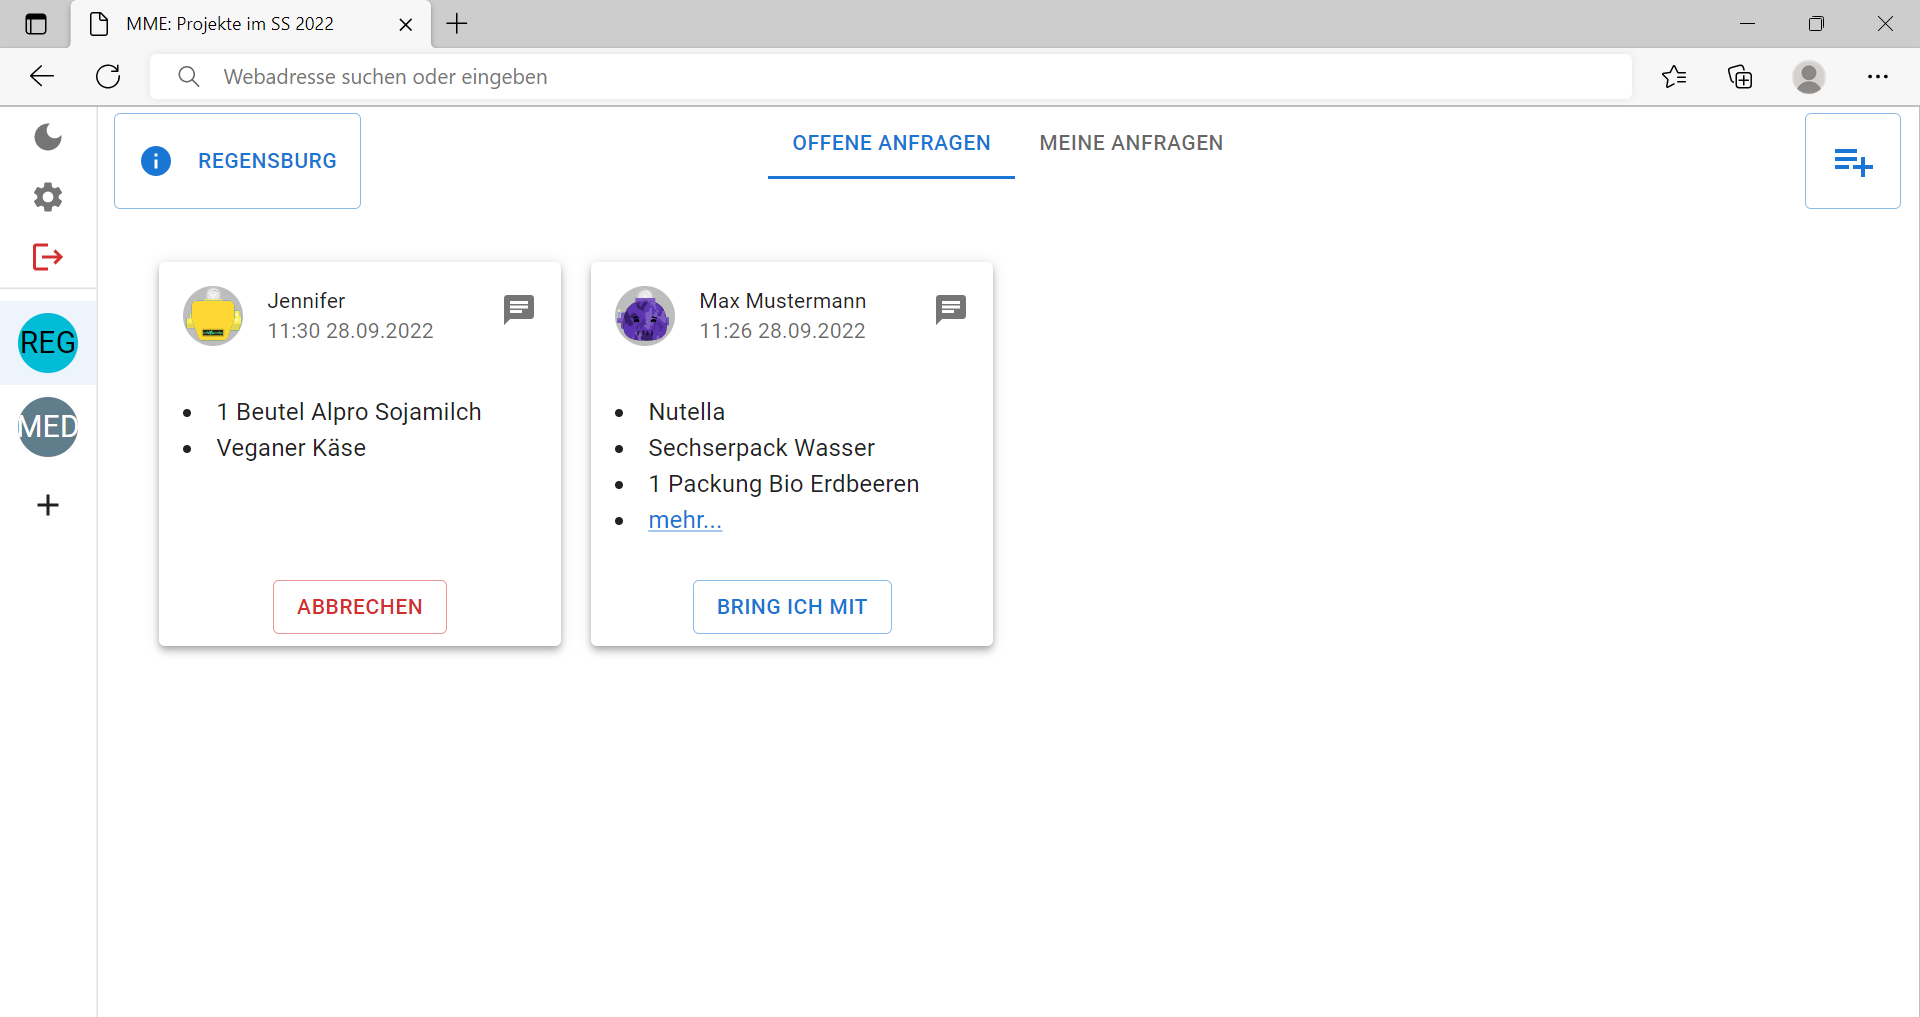 MME: Projekte im SS 2022
Webadresse suchen oder eingeben
REGENSBURG
OFFENE ANFRAGEN
MEINE ANFRAGEN
REG
MED
Jennifer
11:30 28.09.2022
1 Beutel Alpro Sojamilch
Veganer Käse
ABBRECHEN
Max Mustermann
11:26 28.09.2022
Nutella
Sechserpack Wasser
1 Packung Bio Erdbeeren
mehr...
BRING ICH MIT